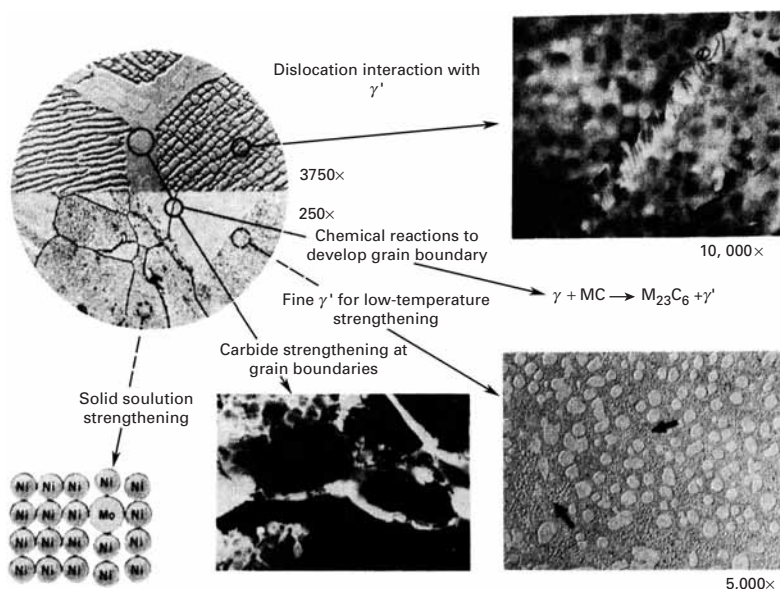 Dislocation interaction with
γ'
3750×
250×
10, 000×
Chemical reactions to
develop grain boundary
γ + MC → M₂₃C₆ +γ'
Fine γ' for low-temperature
strengthening
Carbide strengthening at
grain boundaries
Solid soulution
strengthening
Ni Ni Ni Ni Ni
Ni Ni Ni Mo Ni
Ni Ni Ni Ni Ni
Ni Ni Ni Ni Ni
5,000×